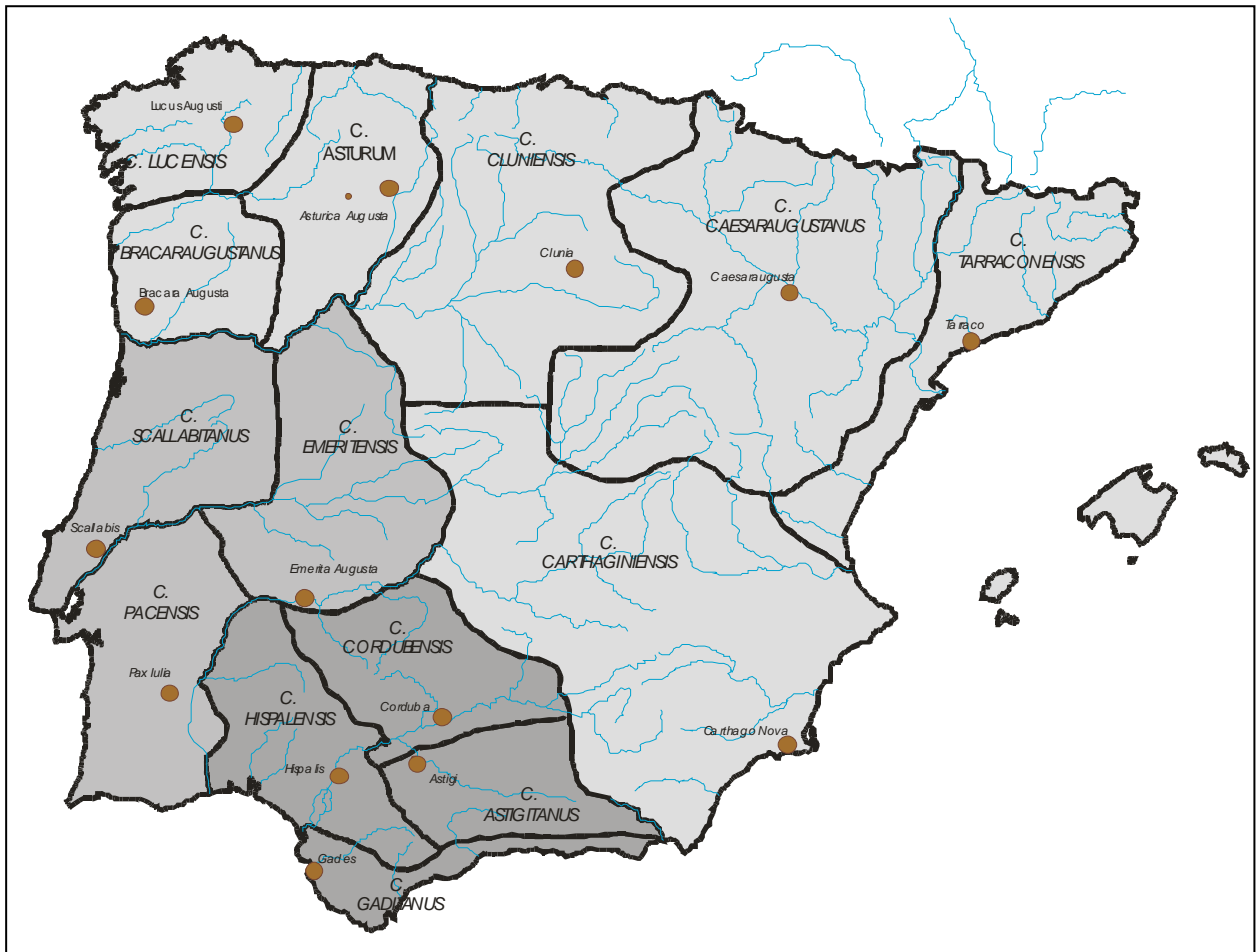 Lucus Augusti
C. LUCENSIS
C.
ASTURUM
Asturica Augusta
C.
CLUNIENSIS
Clunia
C.
CAESARAUGUSTANUS
Caesaraugusta
C.
TARRACONENSIS
Tarraco
C.
BRACARAUGUSTANUS
Bracara Augusta
C.
SCALLABITANUS
Scallabis
C.
EMERITENSIS
Emerita Augusta
C.
CARTHAGINIENSIS
Carthago Nova
C.
PACENSIS
Pax Iulia
C.
CORDUBENSIS
Corduba
C.
HISPALENSIS
Hispalis
Astigi
C.
ASTIGITANUS
Gades
C.
GADITANUS